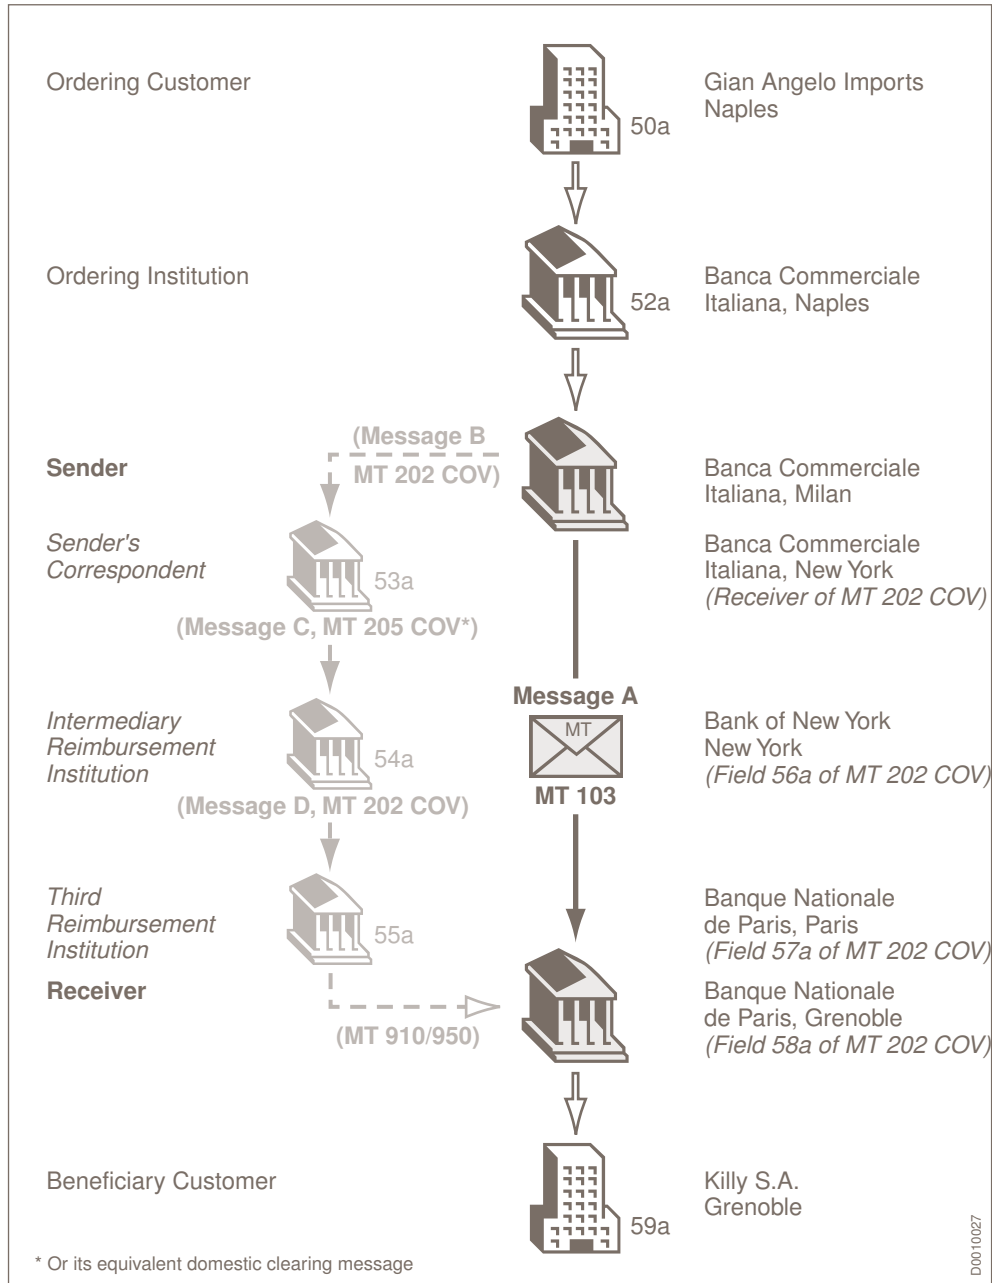 Ordering Customer
50a
Gian Angelo Imports
Naples
Ordering Institution
52a
Banca Commerciale
Italiana, Naples
(Message B
MT 202 COV)
Sender
Banca Commerciale
Italiana, Milan
Sender's
Correspondent
53a
Banca Commerciale
Italiana, New York
(Receiver of MT 202 COV)
(Message C, MT 205 COV*)
Message A
MT
MT 103
Intermediary
Reimbursement
Institution
54a
Bank of New York
New York
(Field 56a of MT 202 COV)
(Message D, MT 202 COV)
Third
Reimbursement
Institution
55a
Banque Nationale
de Paris, Paris
(Field 57a of MT 202 COV)
Receiver
(MT 910/950)
Banque Nationale
de Paris, Grenoble
(Field 58a of MT 202 COV)
Beneficiary Customer
59a
Killy S.A.
Grenoble
* Or its equivalent domestic clearing message
D0010027